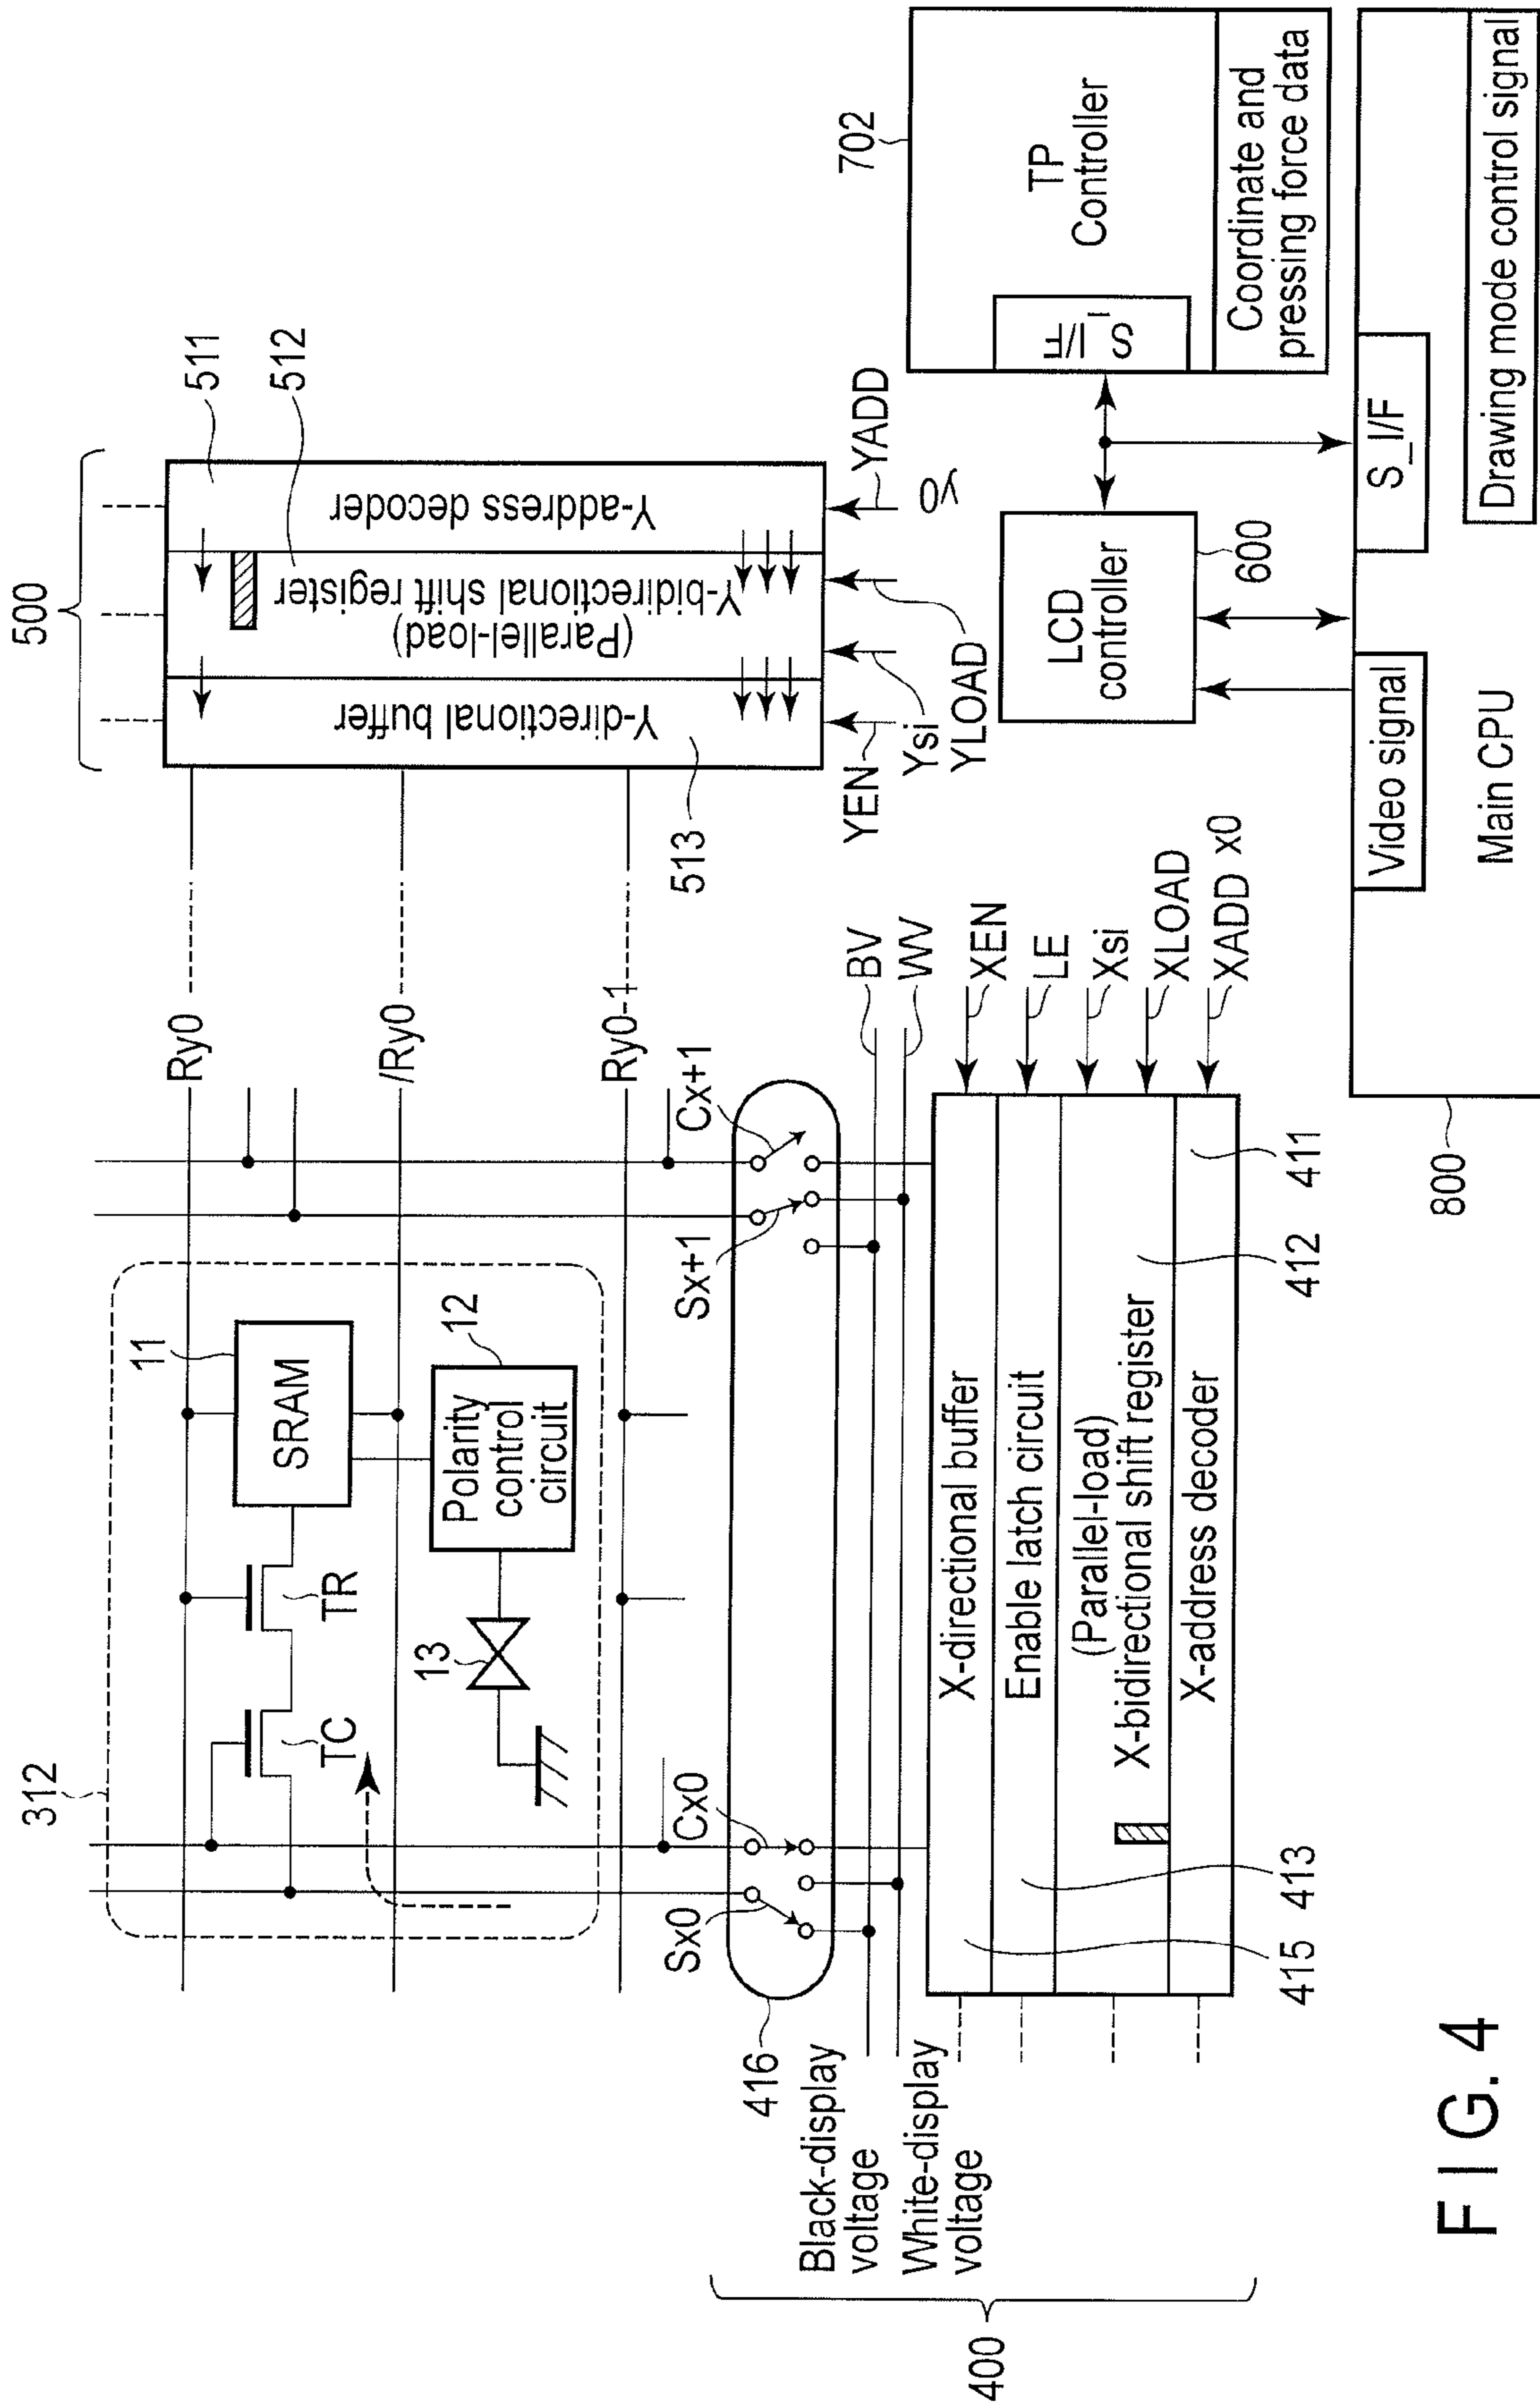 500
511
512
Y-address decoder
Y-bidirectional shift register
(Parallel-load)
Y-directional buffer
513
YEN
Ysi
YLOAD
YADD
y0
312
Ry0
/Ry0
Ry0-1
11
SRAM
TR
TC
12
Polarity
control
circuit
13
Sx0
Cx0
Sx+1
Cx+1
416
Black-display
voltage
White-display
voltage
BV
WV
400
X-directional buffer
Enable latch circuit
(Parallel-load)
X-bidirectional shift register
X-address decoder
XEN
LE
Xsi
XLOAD
XADD x0
415
413
412
411
702
TP
Controller
S_I/F
Coordinate and
pressing force data
LCD
controller
600
Video signal
S_I/F
Main CPU
Drawing mode control signal
800
FIG. 4